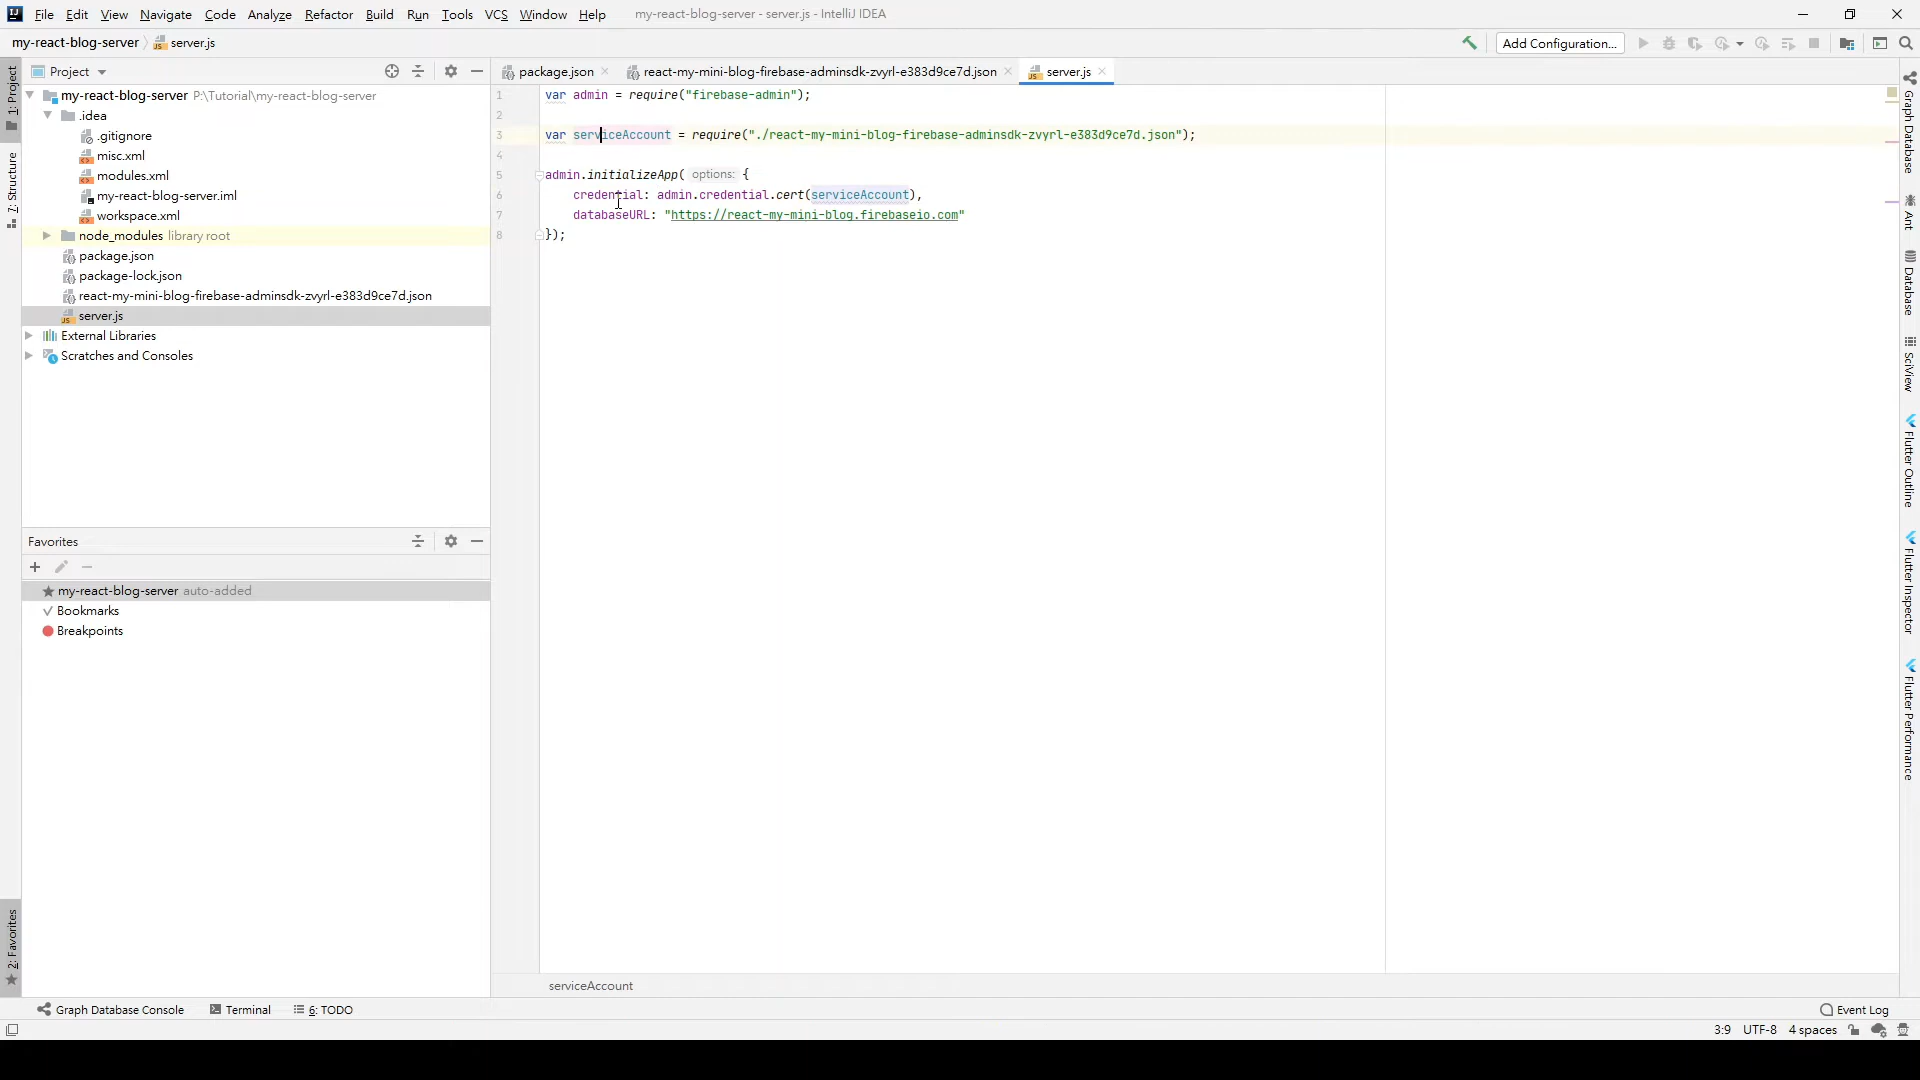 File Edit View Navigate Code Analyze Refactor Build Run Tools VCS Window Help my-react-blog-server - server.js - IntelliJ IDEA
my-react-blog-server server.js
Add Configuration...
Project
package.json
react-my-mini-blog-firebase-adminsdk-zvyrl-e383d9ce7d.json
server.js
1: Project
7: Structure
2: Favorites
my-react-blog-server P:\Tutorial\my-react-blog-server
.idea
.gitignore
misc.xml
modules.xml
my-react-blog-server.iml
workspace.xml
node_modules library root
package.json
package-lock.json
react-my-mini-blog-firebase-adminsdk-zvyrl-e383d9ce7d.json
server.js
External Libraries
Scratches and Consoles
Favorites
my-react-blog-server auto-added
Bookmarks
Breakpoints
1 var admin = require("firebase-admin");
2
3 var serviceAccount = require("./react-my-mini-blog-firebase-adminsdk-zvyrl-e383d9ce7d.json");
4
5 admin.initializeApp( options: {
6 credential: admin.credential.cert(serviceAccount),
7 databaseURL: "https://react-my-mini-blog.firebaseio.com"
8 });
serviceAccount
Graph Database
Ant
Database
SciView
Flutter Outline
Flutter Inspector
Flutter Performance
Graph Database Console Terminal 6: TODO Event Log
3:9 UTF-8 4 spaces